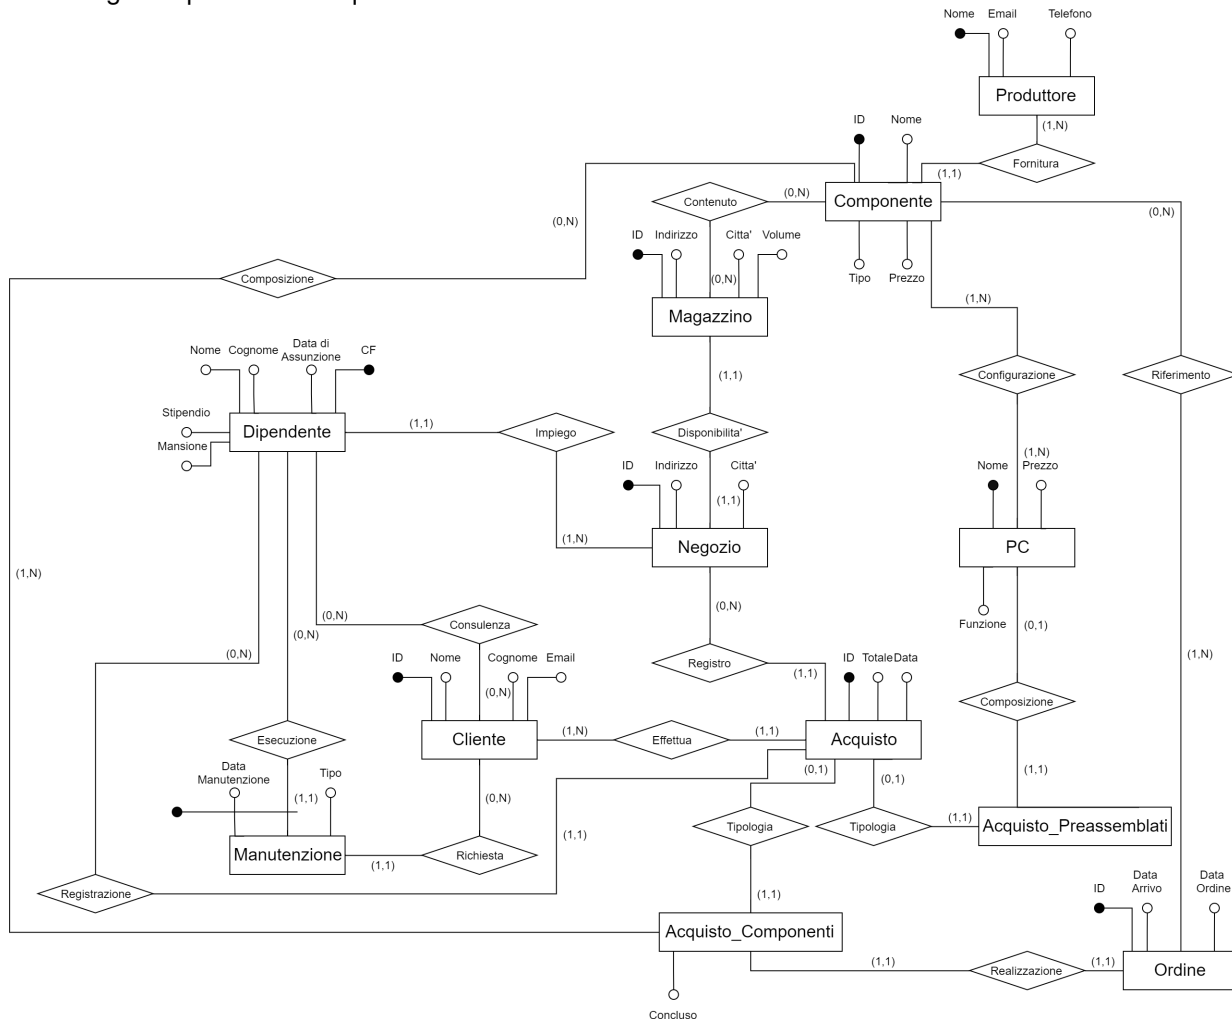 Nome Email Telefono
Produttore
(1,N)
ID Nome
Fornitura
(1,1)
Contenuto
(0,N)
Componente
(0,N)
(0,N)
ID Indirizzo Citta' Volume
Composizione
(0,N)
Tipo Prezzo
Magazzino
(1,N)
Nome Cognome Data di
Assunzione
CF
(1,1)
Configurazione
Riferimento
Stipendio
Dipendente
(1,1)
Impiego
Disponibilita'
Mansione
(1,N)
ID Indirizzo Citta'
Nome Prezzo
(1,1)
(1,N)
Negozio
PC
(1,N)
(0,N)
(0,N)
Consulenza
Funzione
(0,1)
(0,N)
(0,N)
ID Nome Cognome Email
Registro
ID Totale Data
(1,N)
(1,1)
(0,N)
Composizione
Esecuzione
Cliente
(1,N)
Effettua
(1,1)
Acquisto
Data
Manutenzione
Tipo
(0,1)
(0,1)
(1,1)
(1,1)
(0,N)
Tipologia
Tipologia
(1,1)
Acquisto_Preassemblati
(1,1)
Manutenzione
(1,1)
Richiesta
Registrazione
(1,1)
ID
Data
Arrivo
Data
Ordine
Acquisto_Componenti
(1,1)
Realizzazione
(1,1)
Ordine
Concluso